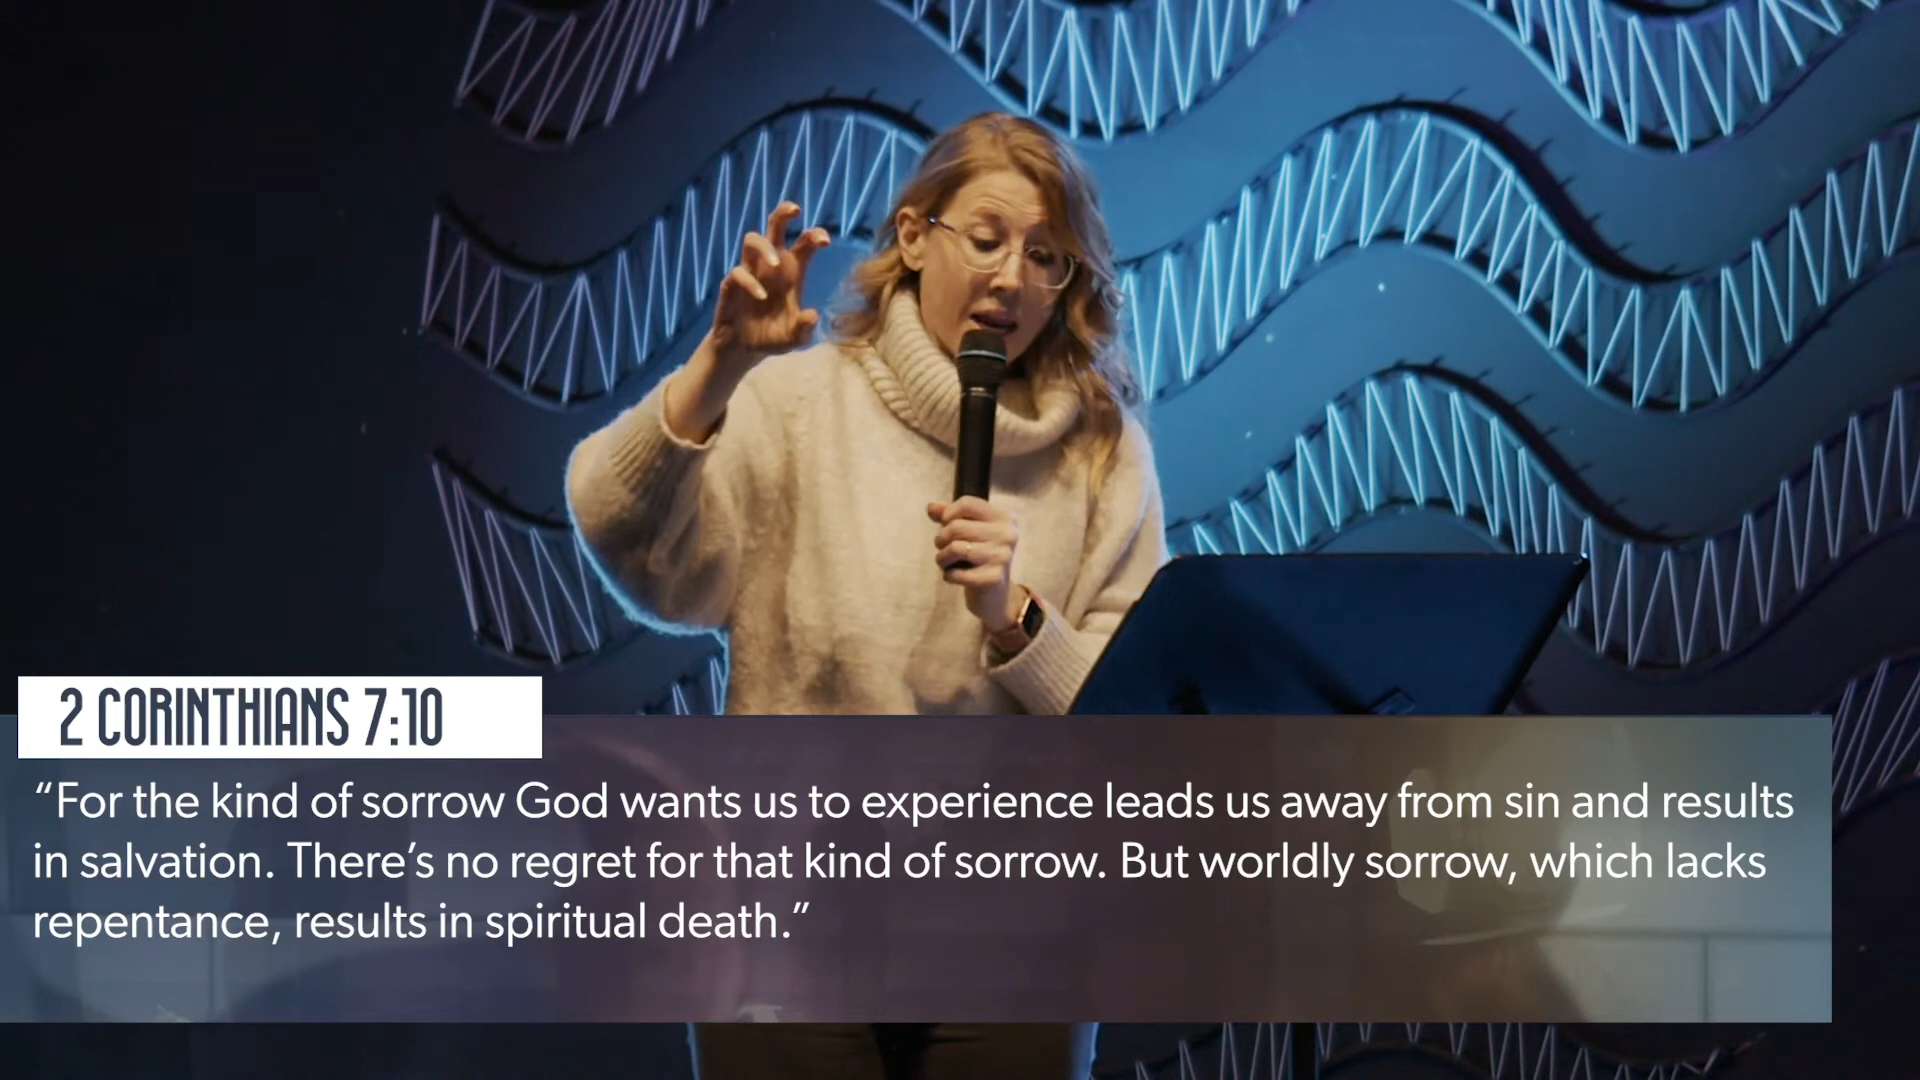 2 CORINTHIANS 7:10
“For the kind of sorrow God wants us to experience leads us away from sin and results
in salvation. There’s no regret for that kind of sorrow. But worldly sorrow, which lacks
repentance, results in spiritual death.”